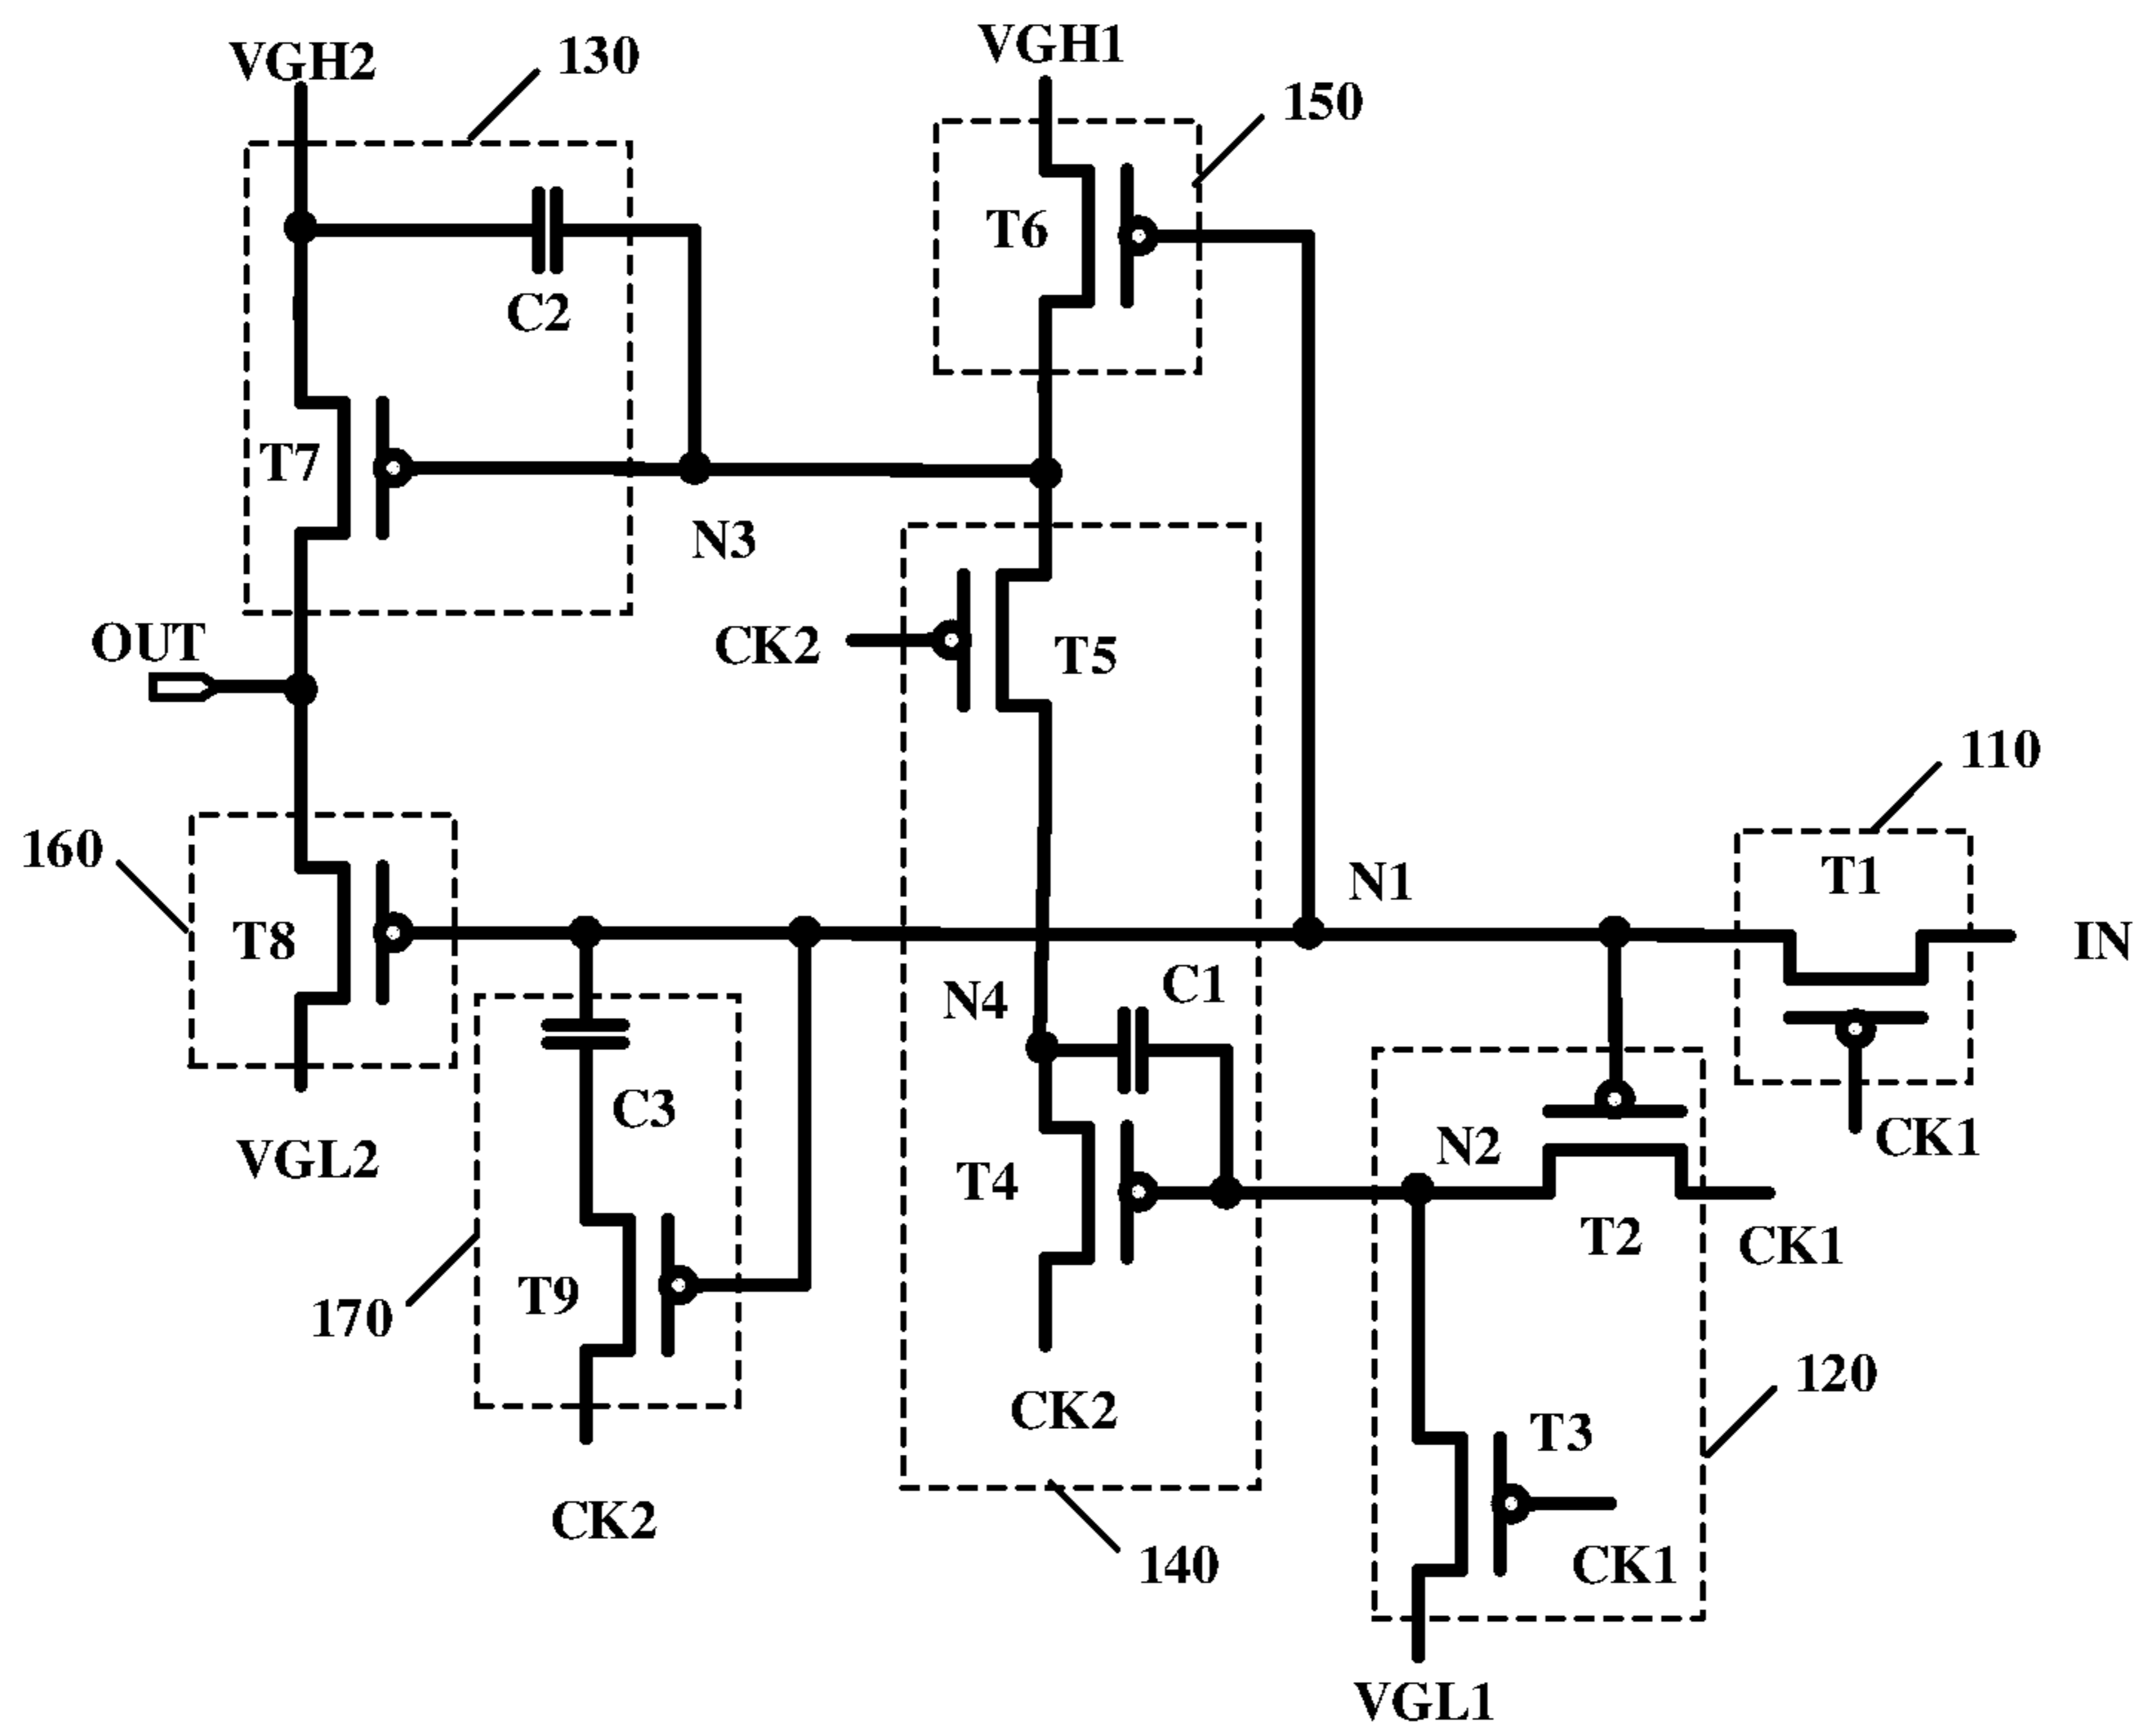 VGH2
130
VGH1
150
T6
C2
T7
N3
OUT
CK2
T5
110
160
T1
N1
T8
IN
N4
C1
C3
VGL2
N2
CK1
T4
T2
CK1
T9
170
120
CK2
T3
CK2
140
CK1
VGL1